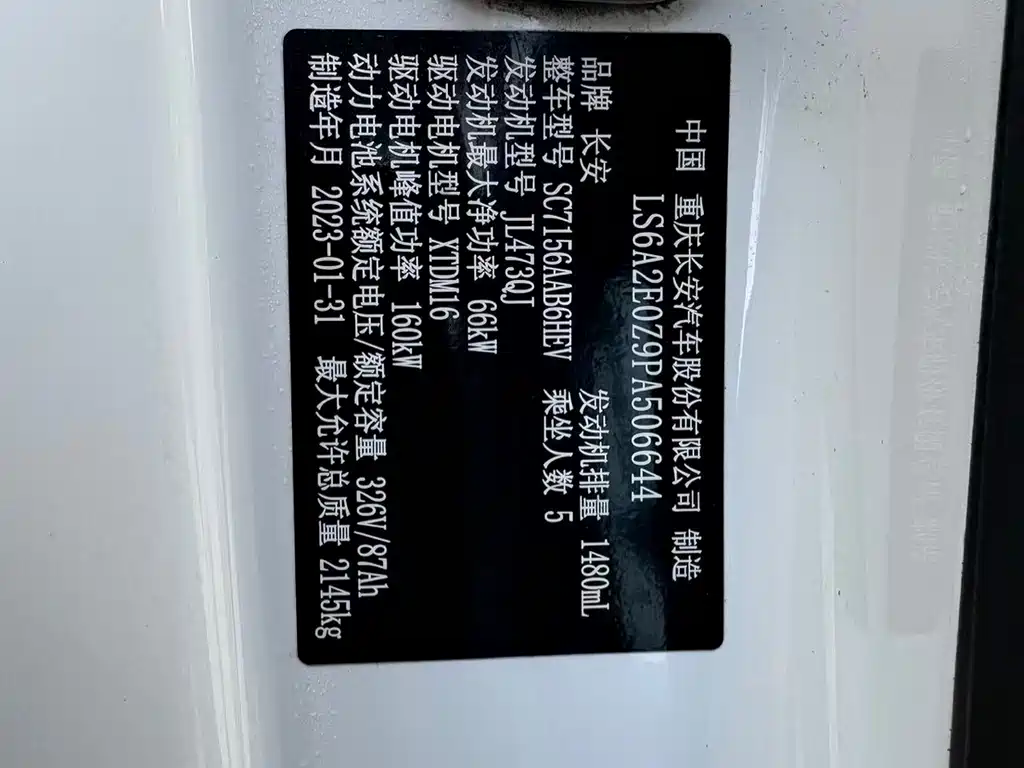 中国 重庆长安汽车股份有限公司 制造
LS6A2E0Z9PA506644
品牌 长安 发动机排量 1480mL
整车型号 SC7156AAB6HEV 乘坐人数 5
发动机型号 JL473QJ
发动机最大净功率 66kW
驱动电机型号 XTDM16
驱动电机峰值功率 160kW
动力电池系统额定电压/额定容量 326V/87Ah
制造年月 2023-01-31 最大允许总质量 2145kg